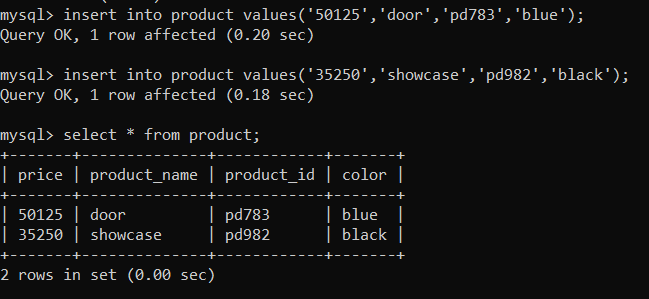 mysql> insert into product values('50125','door','pd783','blue');
Query OK, 1 row affected (0.20 sec)
mysql> insert into product values('35250','showcase','pd982','black');
Query OK, 1 row affected (0.18 sec)
mysql> select * from product;
+-------+--------------+------------+-------+
| price | product_name | product_id | color |
+-------+--------------+------------+-------+
| 50125 | door         | pd783      | blue  |
| 35250 | showcase     | pd982      | black |
+-------+--------------+------------+-------+
2 rows in set (0.00 sec)